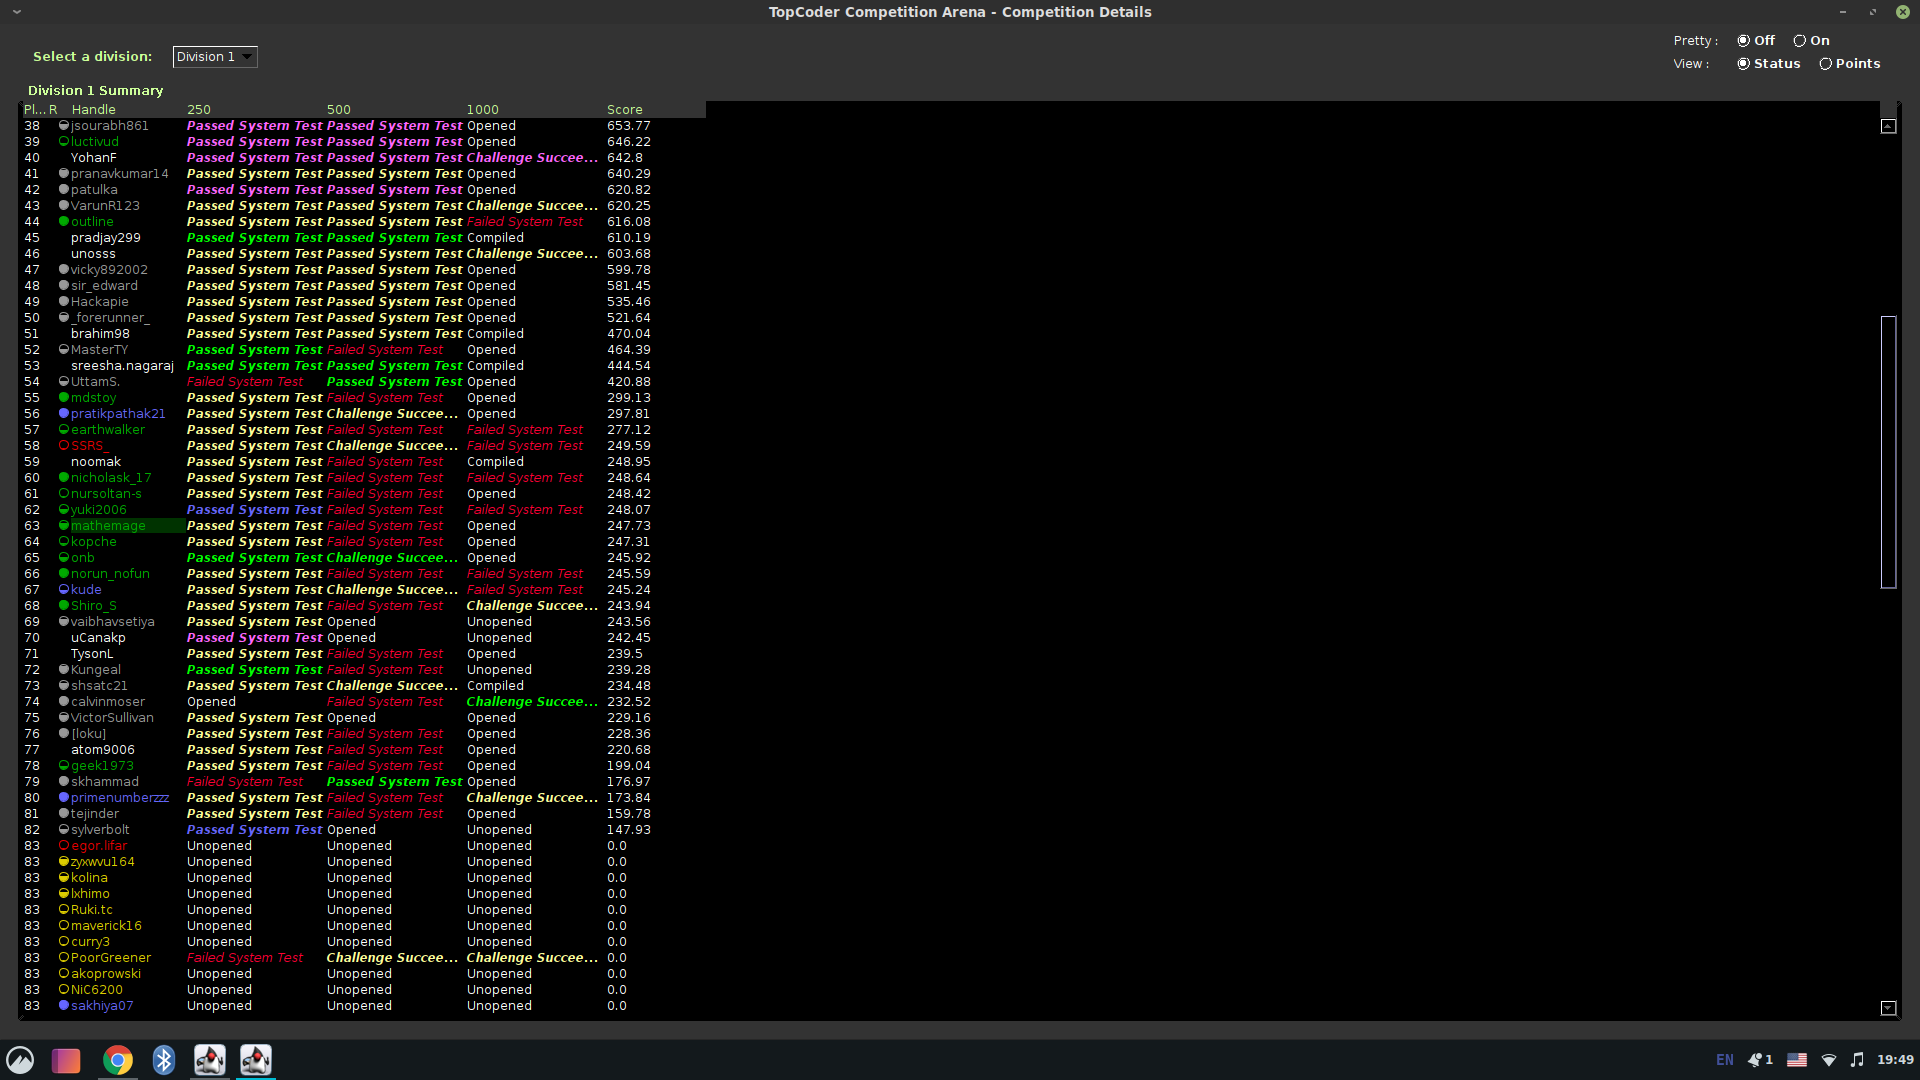 TopCoder Competition Arena - Competition Details
Select a division: Division 1
Pretty : Off On
View : Status Points
Division 1 Summary
Pl... R Handle 250 500 1000 Score
38 jsourabh861 Passed System Test Passed System Test Opened 653.77
39 luctivud Passed System Test Passed System Test Opened 646.22
40 YohanF Passed System Test Passed System Test Challenge Succee... 642.8
41 pranavkumar14 Passed System Test Passed System Test Opened 640.29
42 patulka Passed System Test Passed System Test Opened 620.82
43 VarunR123 Passed System Test Passed System Test Challenge Succee... 620.25
44 outline Passed System Test Passed System Test Failed System Test 616.08
45 pradjay299 Passed System Test Passed System Test Compiled 610.19
46 unosss Passed System Test Passed System Test Challenge Succee... 603.68
47 vicky892002 Passed System Test Passed System Test Opened 599.78
48 sir_edward Passed System Test Passed System Test Opened 581.45
49 Hackapie Passed System Test Passed System Test Opened 535.46
50 _forerunner_ Passed System Test Passed System Test Opened 521.64
51 brahim98 Passed System Test Passed System Test Compiled 470.04
52 MasterTY Passed System Test Failed System Test Opened 464.39
53 sreesha.nagaraj Passed System Test Passed System Test Compiled 444.54
54 UttamS. Failed System Test Passed System Test Opened 420.88
55 mdstoy Passed System Test Failed System Test Opened 299.13
56 pratikpathak21 Passed System Test Challenge Succee... Opened 297.81
57 earthwalker Passed System Test Failed System Test Failed System Test 277.12
58 SSRS_ Passed System Test Challenge Succee... Failed System Test 249.59
59 noomak Passed System Test Failed System Test Compiled 248.95
60 nicholask_17 Passed System Test Failed System Test Failed System Test 248.64
61 nursoltan-s Passed System Test Failed System Test Opened 248.42
62 yuki2006 Passed System Test Failed System Test Failed System Test 248.07
63 mathemage Passed System Test Failed System Test Opened 247.73
64 kopche Passed System Test Failed System Test Opened 247.31
65 onb Passed System Test Challenge Succee... Opened 245.92
66 norun_nofun Passed System Test Failed System Test Failed System Test 245.59
67 kude Passed System Test Challenge Succee... Failed System Test 245.24
68 Shiro_S Passed System Test Failed System Test Challenge Succee... 243.94
69 vaibhavsetiya Passed System Test Opened Unopened 243.56
70 uCanakp Passed System Test Opened Unopened 242.45
71 TysonL Passed System Test Failed System Test Opened 239.5
72 Kungeal Passed System Test Failed System Test Unopened 239.28
73 shsatc21 Passed System Test Challenge Succee... Compiled 234.48
74 calvinmoser Opened Failed System Test Challenge Succee... 232.52
75 VictorSullivan Passed System Test Opened Opened 229.16
76 [loku] Passed System Test Failed System Test Opened 228.36
77 atom9006 Passed System Test Failed System Test Opened 220.68
78 geek1973 Passed System Test Failed System Test Opened 199.04
79 skhammad Failed System Test Passed System Test Opened 176.97
80 primenumberzzz Passed System Test Failed System Test Challenge Succee... 173.84
81 tejinder Passed System Test Failed System Test Opened 159.78
82 sylverbolt Passed System Test Opened Unopened 147.93
83 egor.lifar Unopened Unopened Unopened 0.0
83 zyxwvu164 Unopened Unopened Unopened 0.0
83 kolina Unopened Unopened Unopened 0.0
83 lxhimo Unopened Unopened Unopened 0.0
83 Ruki.tc Unopened Unopened Unopened 0.0
83 maverick16 Unopened Unopened Unopened 0.0
83 curry3 Unopened Unopened Unopened 0.0
83 PoorGreener Failed System Test Challenge Succee... Challenge Succee... 0.0
83 akoprowski Unopened Unopened Unopened 0.0
83 NiC6200 Unopened Unopened Unopened 0.0
83 sakhiya07 Unopened Unopened Unopened 0.0
EN 1 19:49